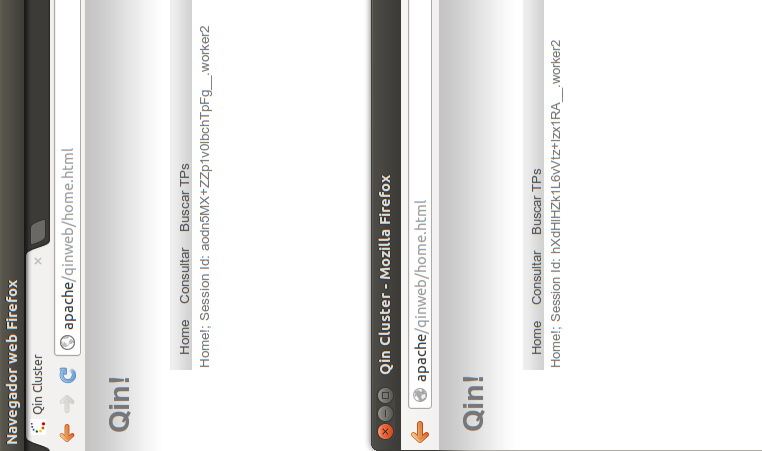 Navegador web Firefox
Qin Cluster
apache/qinweb/home.html
Qin!
Home Consultar Buscar TPs
Home!; Session Id: aodn5MX+ZZp1v0lbchTpFg__.worker2
Qin Cluster - Mozilla Firefox
apache/qinweb/home.html
Qin!
Home Consultar Buscar TPs
Home!; Session Id: hXdHlHZk1L6vVtz+Izx1RA__.worker2